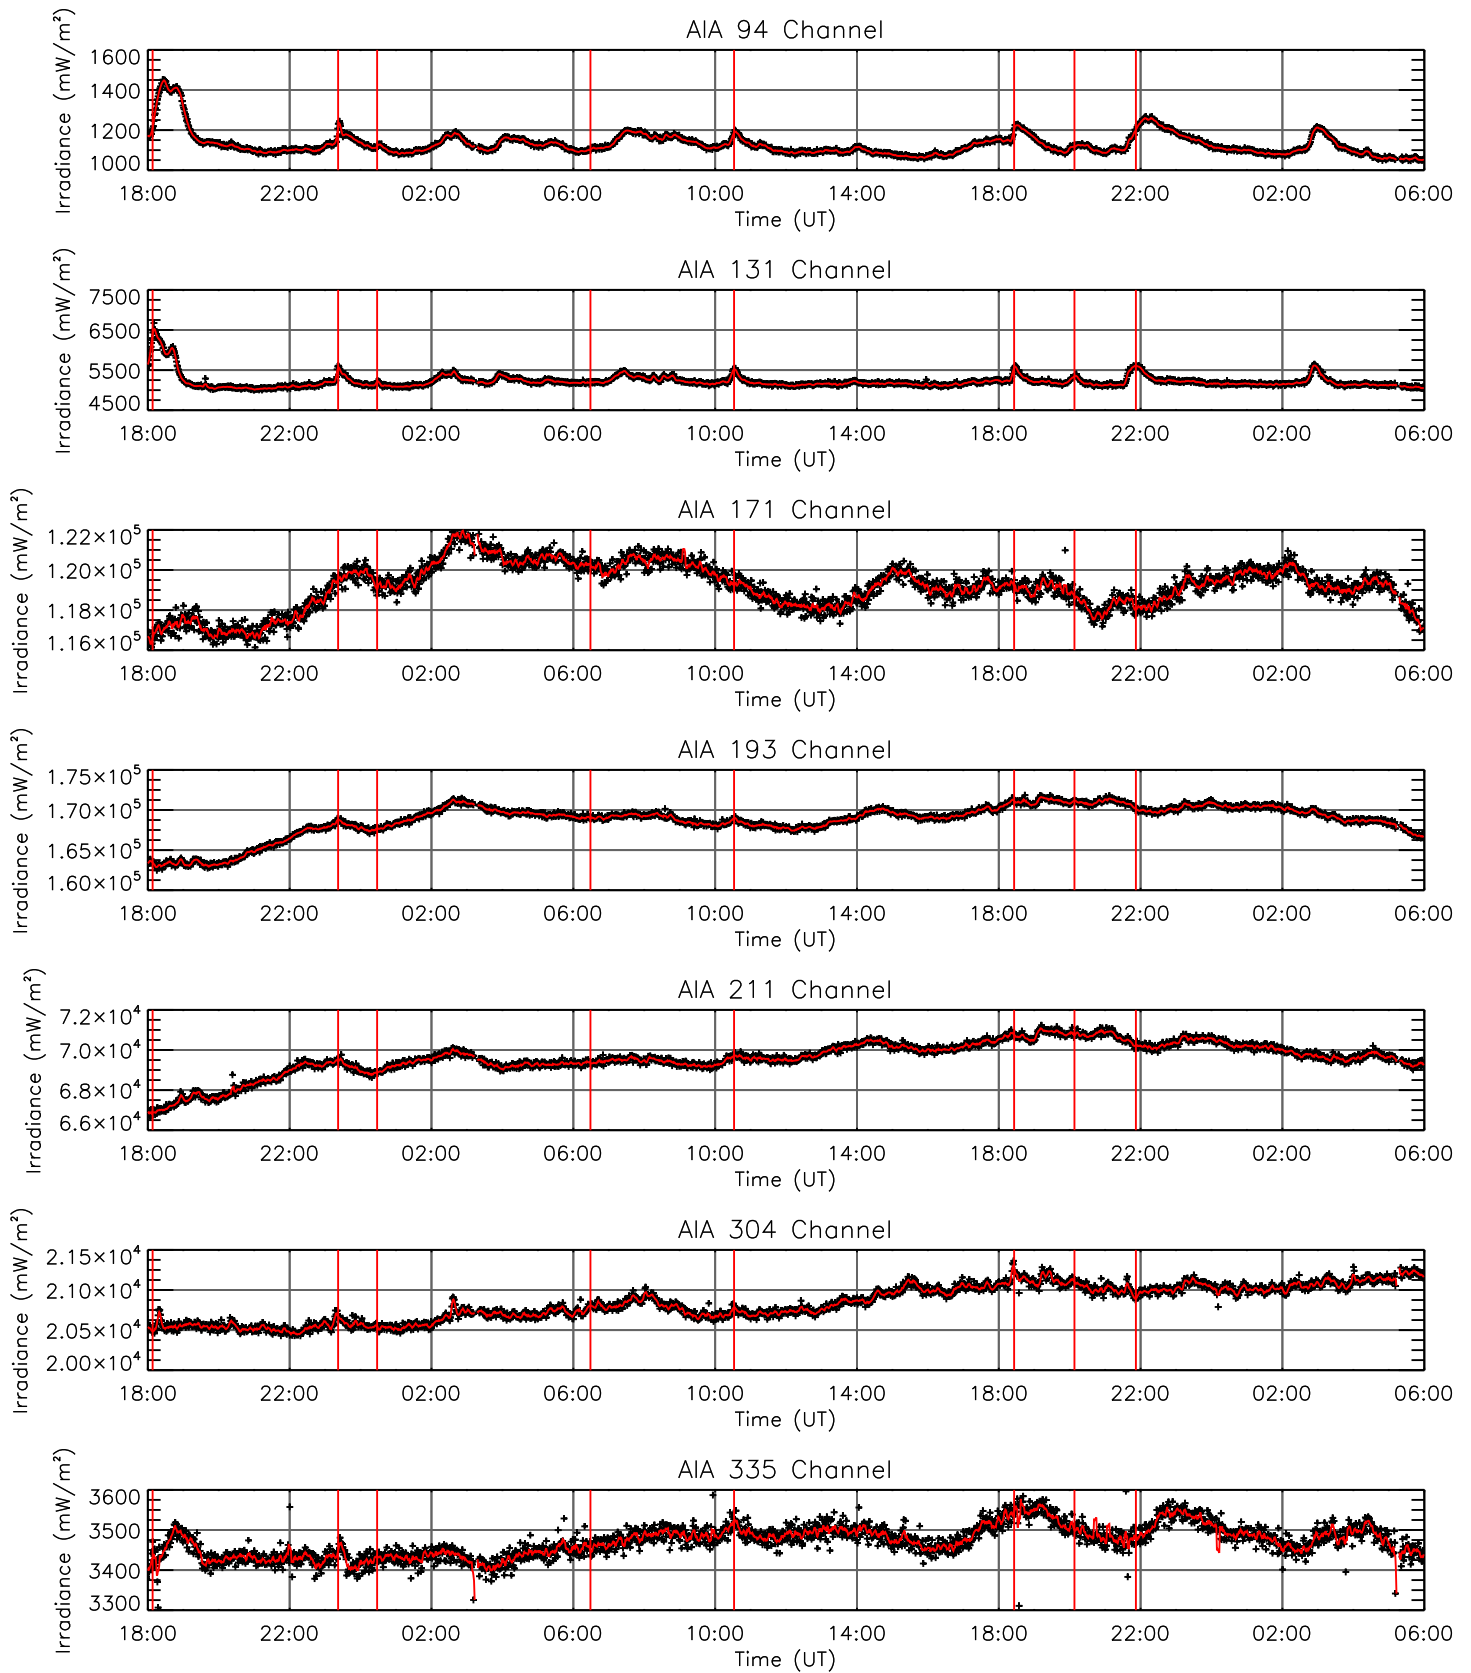 AIA 94 Channel
Irradiance (mW/m²)
1600
1400
1200
1000
18:00 22:00 02:00 06:00 10:00 14:00 18:00 22:00 02:00 06:00
Time (UT)
AIA 131 Channel
Irradiance (mW/m²)
7500
6500
5500
4500
18:00 22:00 02:00 06:00 10:00 14:00 18:00 22:00 02:00 06:00
Time (UT)
AIA 171 Channel
Irradiance (mW/m²)
1.22×10⁵
1.20×10⁵
1.18×10⁵
1.16×10⁵
18:00 22:00 02:00 06:00 10:00 14:00 18:00 22:00 02:00 06:00
Time (UT)
AIA 193 Channel
Irradiance (mW/m²)
1.75×10⁵
1.70×10⁵
1.65×10⁵
1.60×10⁵
18:00 22:00 02:00 06:00 10:00 14:00 18:00 22:00 02:00 06:00
Time (UT)
AIA 211 Channel
Irradiance (mW/m²)
7.2×10⁴
7.0×10⁴
6.8×10⁴
6.6×10⁴
18:00 22:00 02:00 06:00 10:00 14:00 18:00 22:00 02:00 06:00
Time (UT)
AIA 304 Channel
Irradiance (mW/m²)
2.15×10⁴
2.10×10⁴
2.05×10⁴
2.00×10⁴
18:00 22:00 02:00 06:00 10:00 14:00 18:00 22:00 02:00 06:00
Time (UT)
AIA 335 Channel
Irradiance (mW/m²)
3600
3500
3400
3300
18:00 22:00 02:00 06:00 10:00 14:00 18:00 22:00 02:00 06:00
Time (UT)